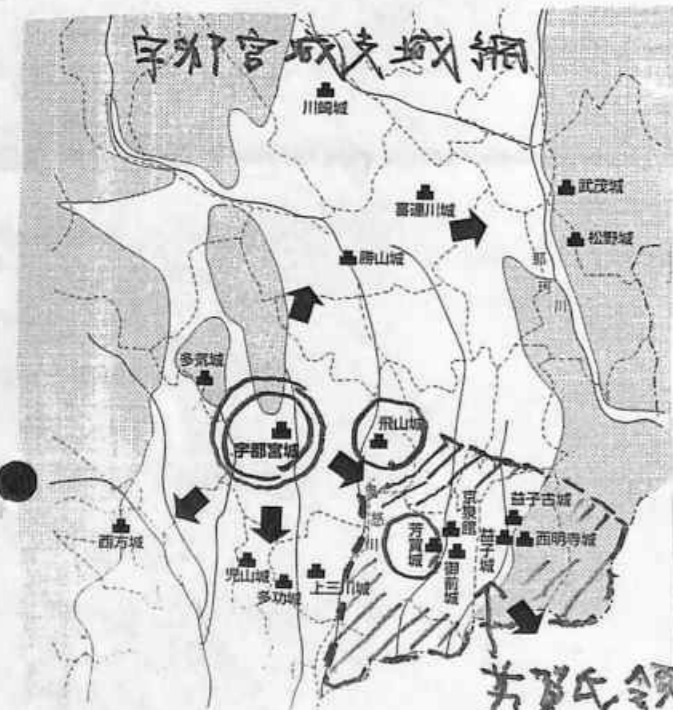 宇都宮城支城網
川崎城
喜連川城
武茂城
松野城
那珂川
勝山城
多気城
宇都宮城
飛山城
鬼怒川
西方城
児山城
多功城
上三川城
芳賀城
京泉館
御前城
益子城
益子古城
西明寺城
芳賀氏領